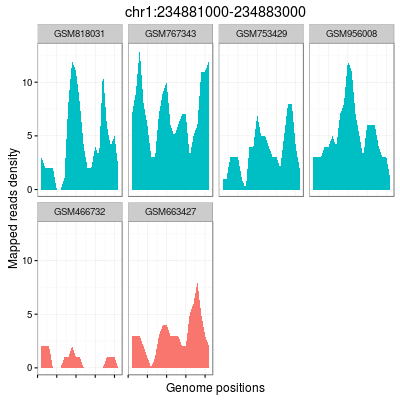 chr1:234881000-234883000
GSM818031 GSM767343 GSM753429 GSM956008
10
5
0
GSM466732 GSM663427
10
5
0
Mapped reads density
Genome positions